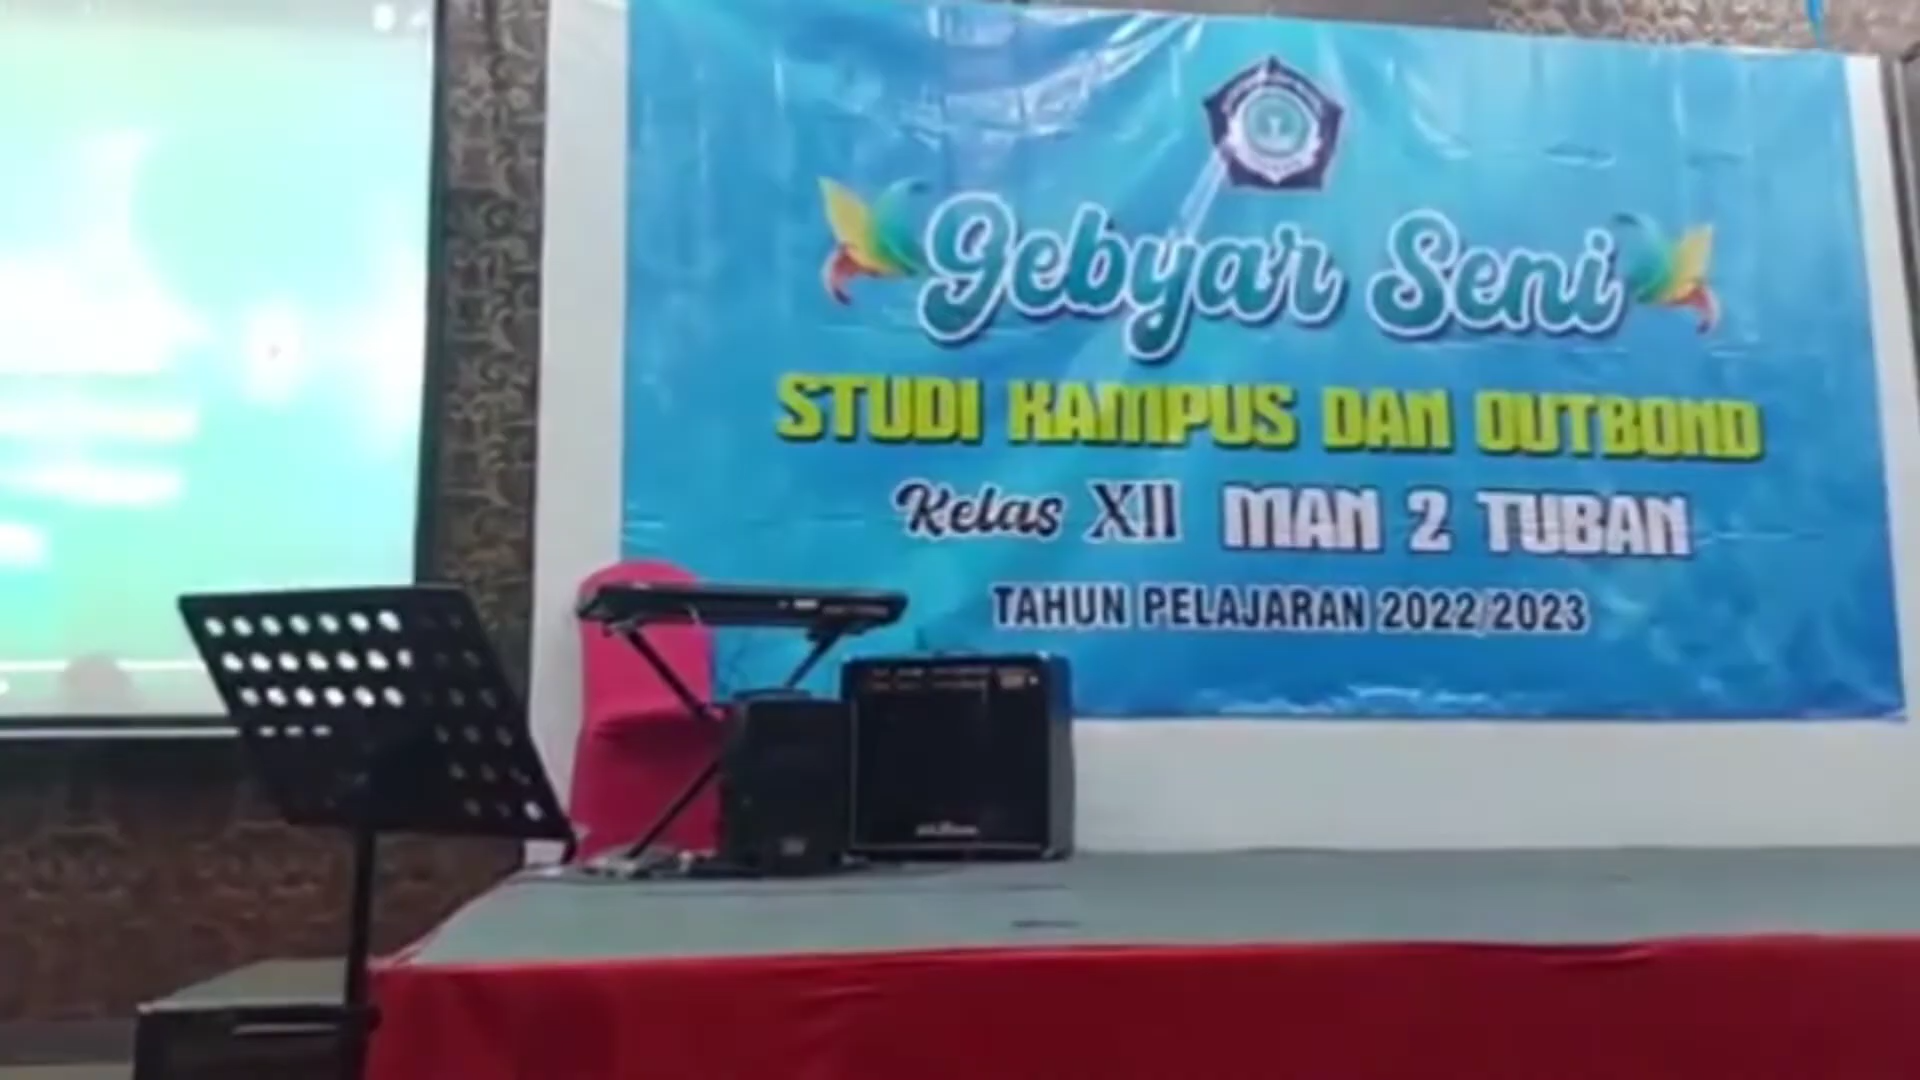 Gebyar Seni
STUDI KAMPUS DAN OUTBOND
Kelas XII MAN 2 TUBAN
TAHUN PELAJARAN 2022/2023